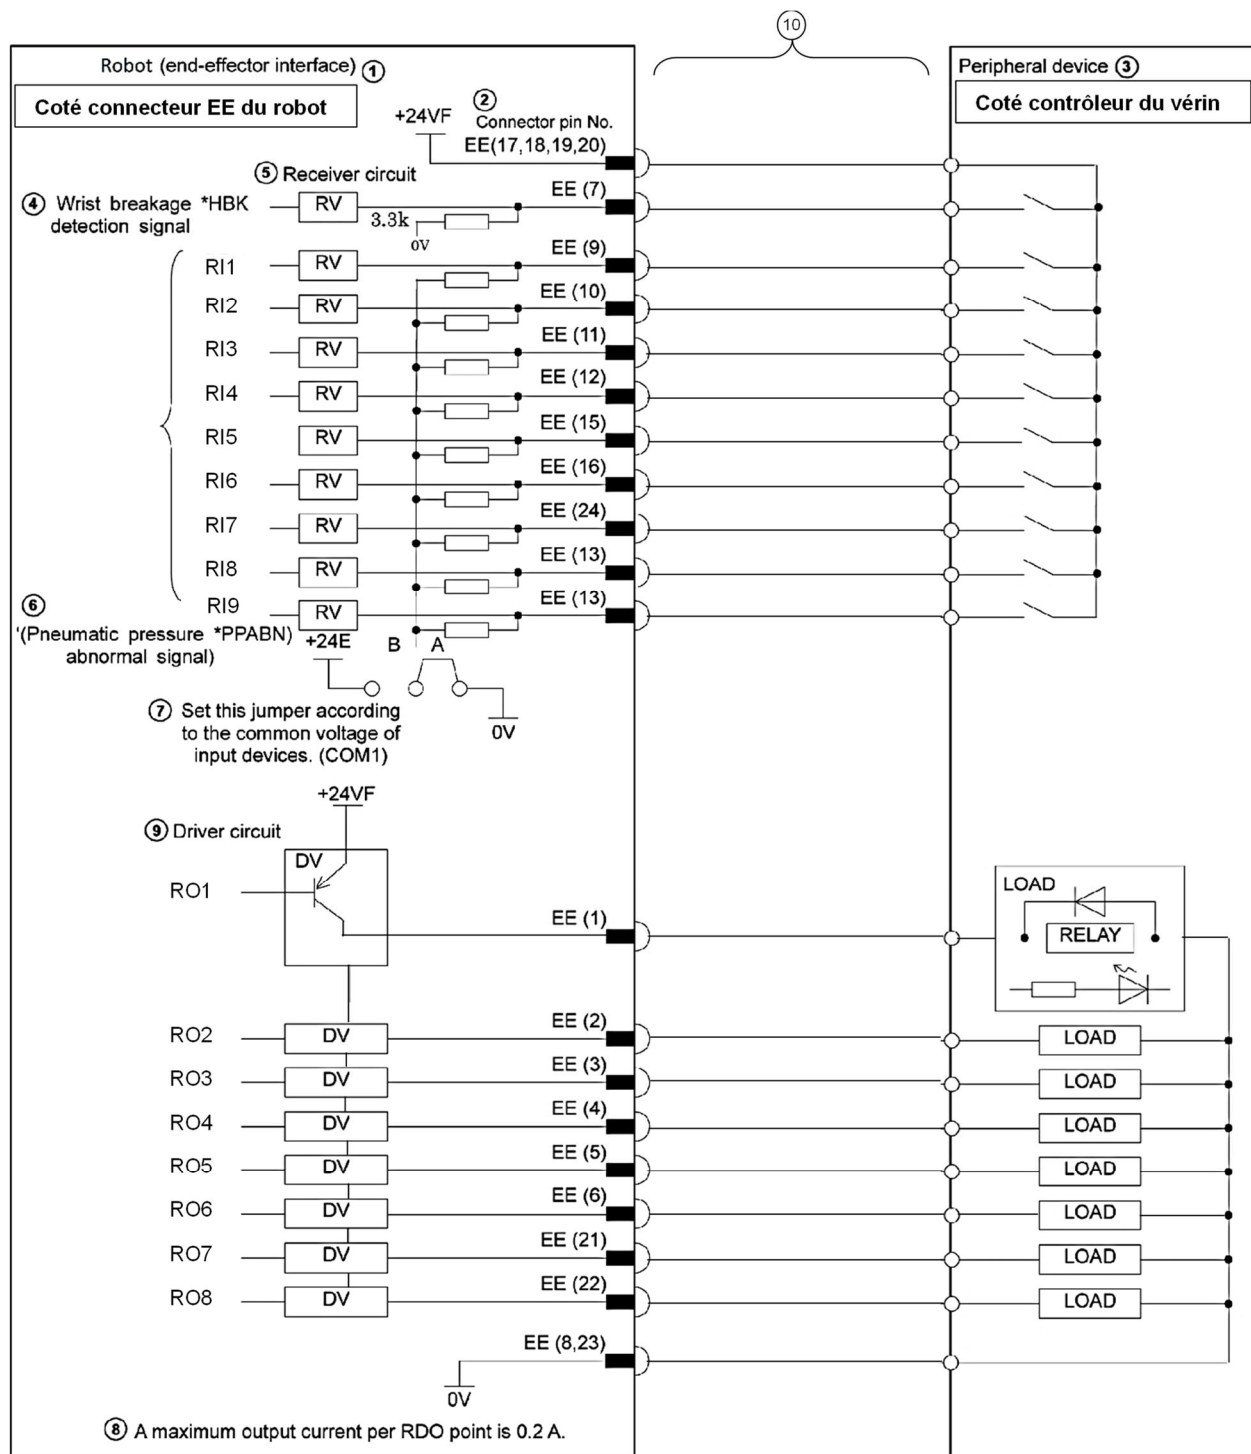 ⑩
Robot (end-effector interface) ①
Peripheral device ③
Coté connecteur EE du robot
Coté contrôleur du vérin
②
+24VF
Connector pin No.
EE(17,18,19,20)
⑤ Receiver circuit
④ Wrist breakage *HBK
detection signal
RV
3.3k
0V
EE (7)
RI1
RV
EE (9)
RI2
RV
EE (10)
RI3
RV
EE (11)
RI4
RV
EE (12)
RI5
RV
EE (15)
RI6
RV
EE (16)
RI7
RV
EE (24)
RI8
RV
EE (13)
RI9
RV
EE (13)
⑥
'(Pneumatic pressure *PPABN)
abnormal signal)
+24E
B
A
⑦ Set this jumper according
to the common voltage of
input devices. (COM1)
0V
+24VF
⑨ Driver circuit
DV
RO1
EE (1)
LOAD
RELAY
RO2
DV
EE (2)
LOAD
RO3
DV
EE (3)
LOAD
RO4
DV
EE (4)
LOAD
RO5
DV
EE (5)
LOAD
RO6
DV
EE (6)
LOAD
RO7
DV
EE (21)
LOAD
RO8
DV
EE (22)
LOAD
EE (8,23)
0V
⑧ A maximum output current per RDO point is 0.2 A.